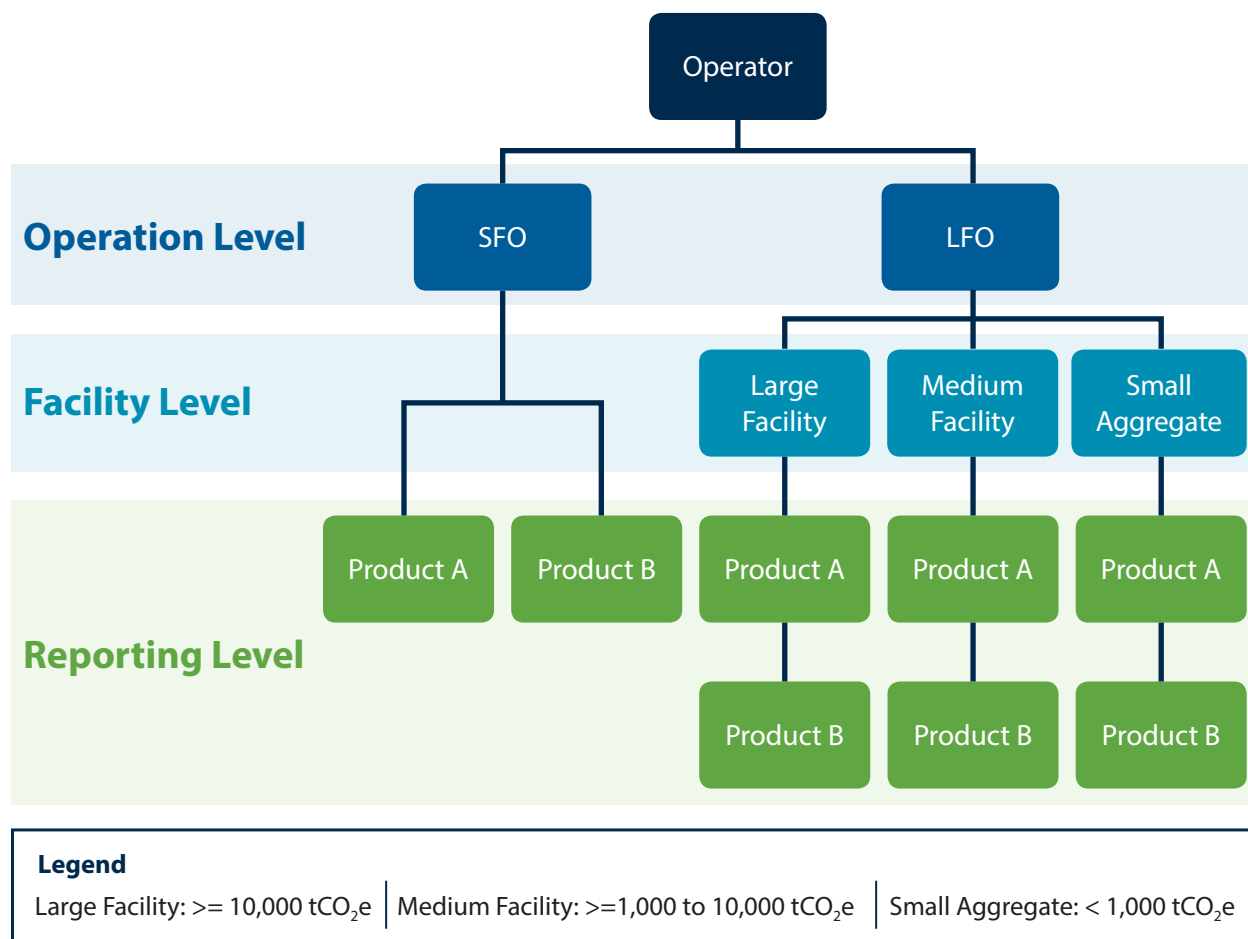 Operator
Operation Level
SFO
LFO
Facility Level
Large
Facility
Medium
Facility
Small
Aggregate
Reporting Level
Product A
Product B
Product A
Product A
Product A
Product B
Product B
Product B
Legend
Large Facility: >= 10,000 tCO₂e
Medium Facility: >=1,000 to 10,000 tCO₂e
Small Aggregate: < 1,000 tCO₂e